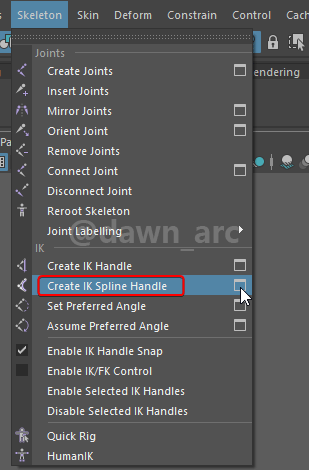 Skeleton Skin Deform Constrain Control Cache
Joints
Create Joints
Insert Joints
Mirror Joints
endering
Orient Joint
Remove Joints
Pa
Connect Joint
Disconnect Joint
Reroot Skeleton
Joint Labelling
@dawn_arc
IK
Create IK Handle
Create IK Spline Handle
Set Preferred Angle
Assume Preferred Angle
Enable IK Handle Snap
Enable IK/FK Control
Enable Selected IK Handles
Disable Selected IK Handles
Quick Rig
HumanIK